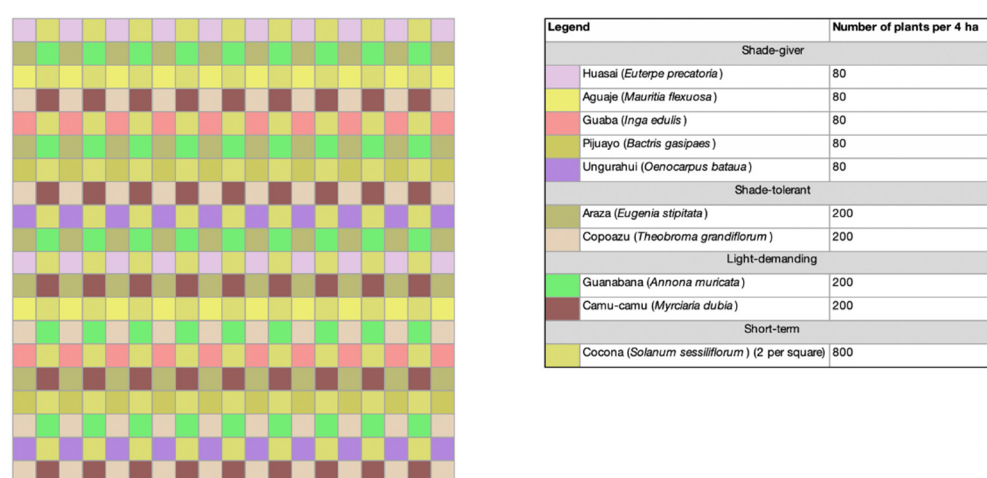 Legend Number of plants per 4 ha
Shade-giver
Huasai (Euterpe precatoria) 80
Aguaje (Mauritia flexuosa) 80
Guaba (Inga edulis) 80
Pijuayo (Bactris gasipaes) 80
Ungurahui (Oenocarpus bataua) 80
Shade-tolerant
Araza (Eugenia stipitata) 200
Copoazu (Theobroma grandiflorum) 200
Light-demanding
Guanabana (Annona muricata) 200
Camu-camu (Myrciaria dubia) 200
Short-term
Cocona (Solanum sessiliflorum) (2 per square) 800